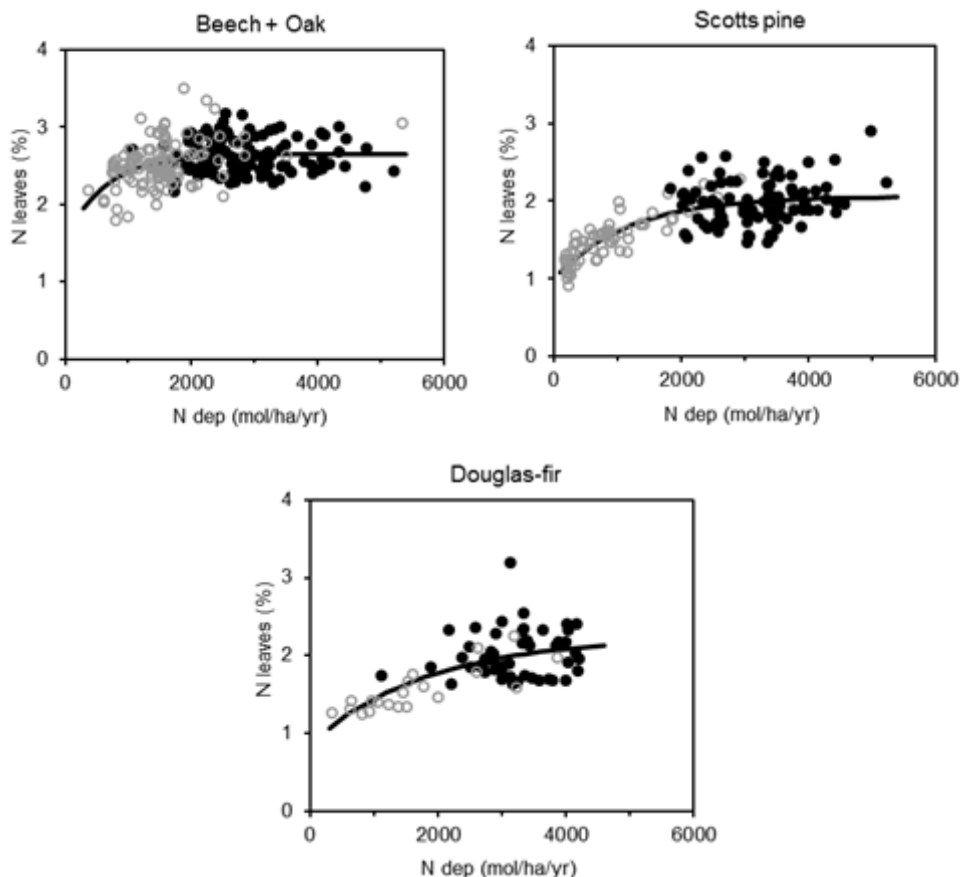 Beech + Oak
4
3
2
1
0
N leaves (%)
0 2000 4000 6000
N dep (mol/ha/yr)
Scotts pine
4
3
2
1
0
N leaves (%)
0 2000 4000 6000
N dep (mol/ha/yr)
Douglas-fir
4
3
2
1
0
N leaves (%)
0 2000 4000 6000
N dep (mol/ha/yr)